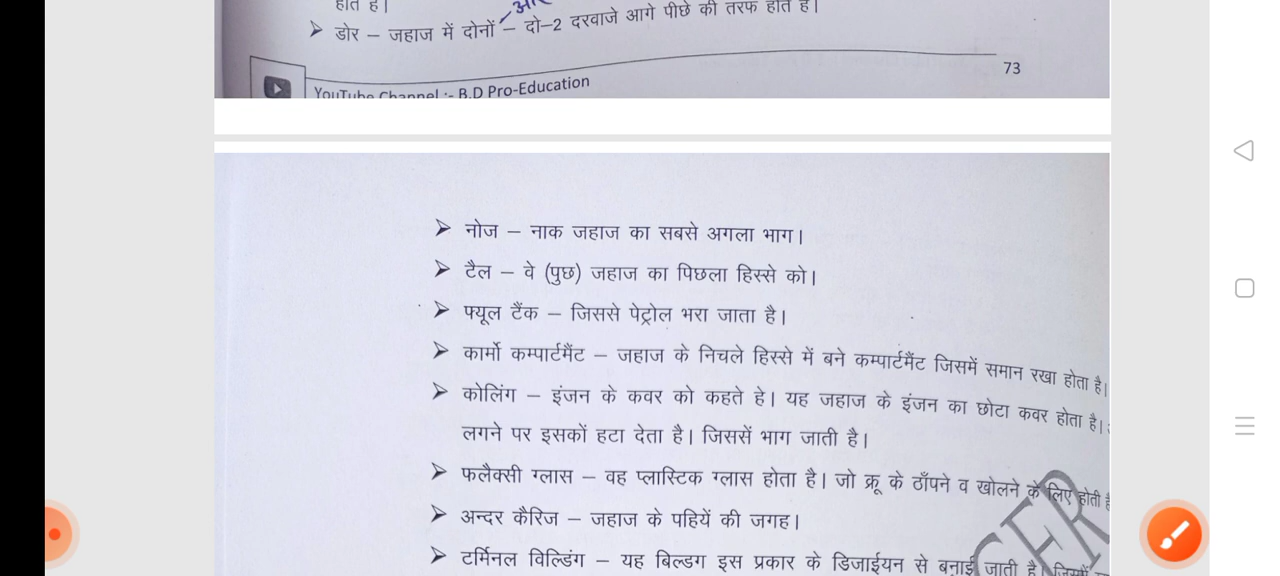 होते है।
➤ डोर – जहाज में दोनों – दो–2 दरवाजे आगे पीछे की तरफ होते है।
73
YouTube Channel :- B.D Pro-Education
➤ नोज – नाक जहाज का सबसे अगला भाग।
➤ टैल – वे (पुछ) जहाज का पिछला हिस्से को।
➤ फ्यूल टैंक – जिससे पेट्रोल भरा जाता है।
➤ कार्मो कम्पार्टमैंट – जहाज के निचले हिस्से में बने कम्पार्टमैंट जिसमें समान रखा होता है।
➤ कोलिंग – इंजन के कवर को कहते हे। यह जहाज के इंजन का छोटा कवर होता है।
लगने पर इसकों हटा देता है। जिससें भाग जाती है।
➤ फलैक्सी ग्लास – वह प्लास्टिक ग्लास होता है। जो क्रू के ठाँपने व खोलने के लिए होती
➤ अन्दर कैरिज – जहाज के पहियें की जगह।
➤ टर्मिनल विल्डिंग – यह बिल्डग इस प्रकार के डिजाईयन से बनाई जाती है।